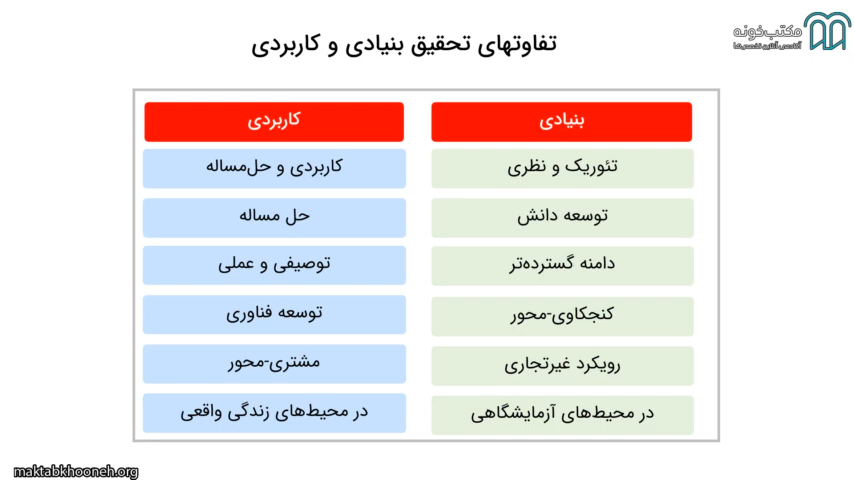 مکتب‌خونه
آکادمی آنلاین تخصص‌ها
تفاوتهای تحقیق بنیادی و کاربردی
بنیادی
کاربردی
تئوریک و نظری
کاربردی و حل‌مساله
توسعه دانش
حل مساله
دامنه گسترده‌تر
توصیفی و عملی
کنجکاوی-محور
توسعه فناوری
رویکرد غیرتجاری
مشتری-محور
در محیط‌های آزمایشگاهی
در محیط‌های زندگی واقعی
maktabkhooneh.org